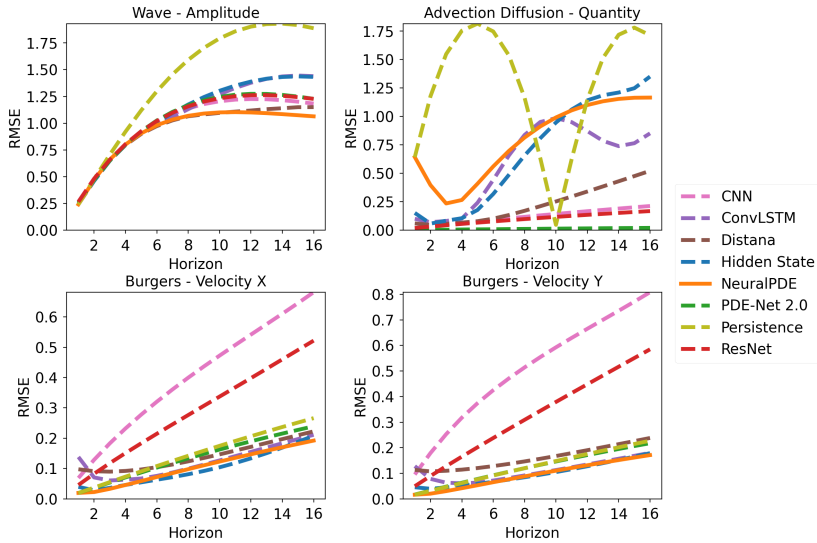 Wave - Amplitude
RMSE
1.75
1.50
1.25
1.00
0.75
0.50
0.25
0.00
2 4 6 8 10 12 14 16
Horizon
Advection Diffusion - Quantity
RMSE
1.75
1.50
1.25
1.00
0.75
0.50
0.25
0.00
2 4 6 8 10 12 14 16
Horizon
Burgers - Velocity X
RMSE
0.6
0.5
0.4
0.3
0.2
0.1
0.0
2 4 6 8 10 12 14 16
Horizon
Burgers - Velocity Y
RMSE
0.8
0.7
0.6
0.5
0.4
0.3
0.2
0.1
0.0
2 4 6 8 10 12 14 16
Horizon
CNN
ConvLSTM
Distana
Hidden State
NeuralPDE
PDE-Net 2.0
Persistence
ResNet